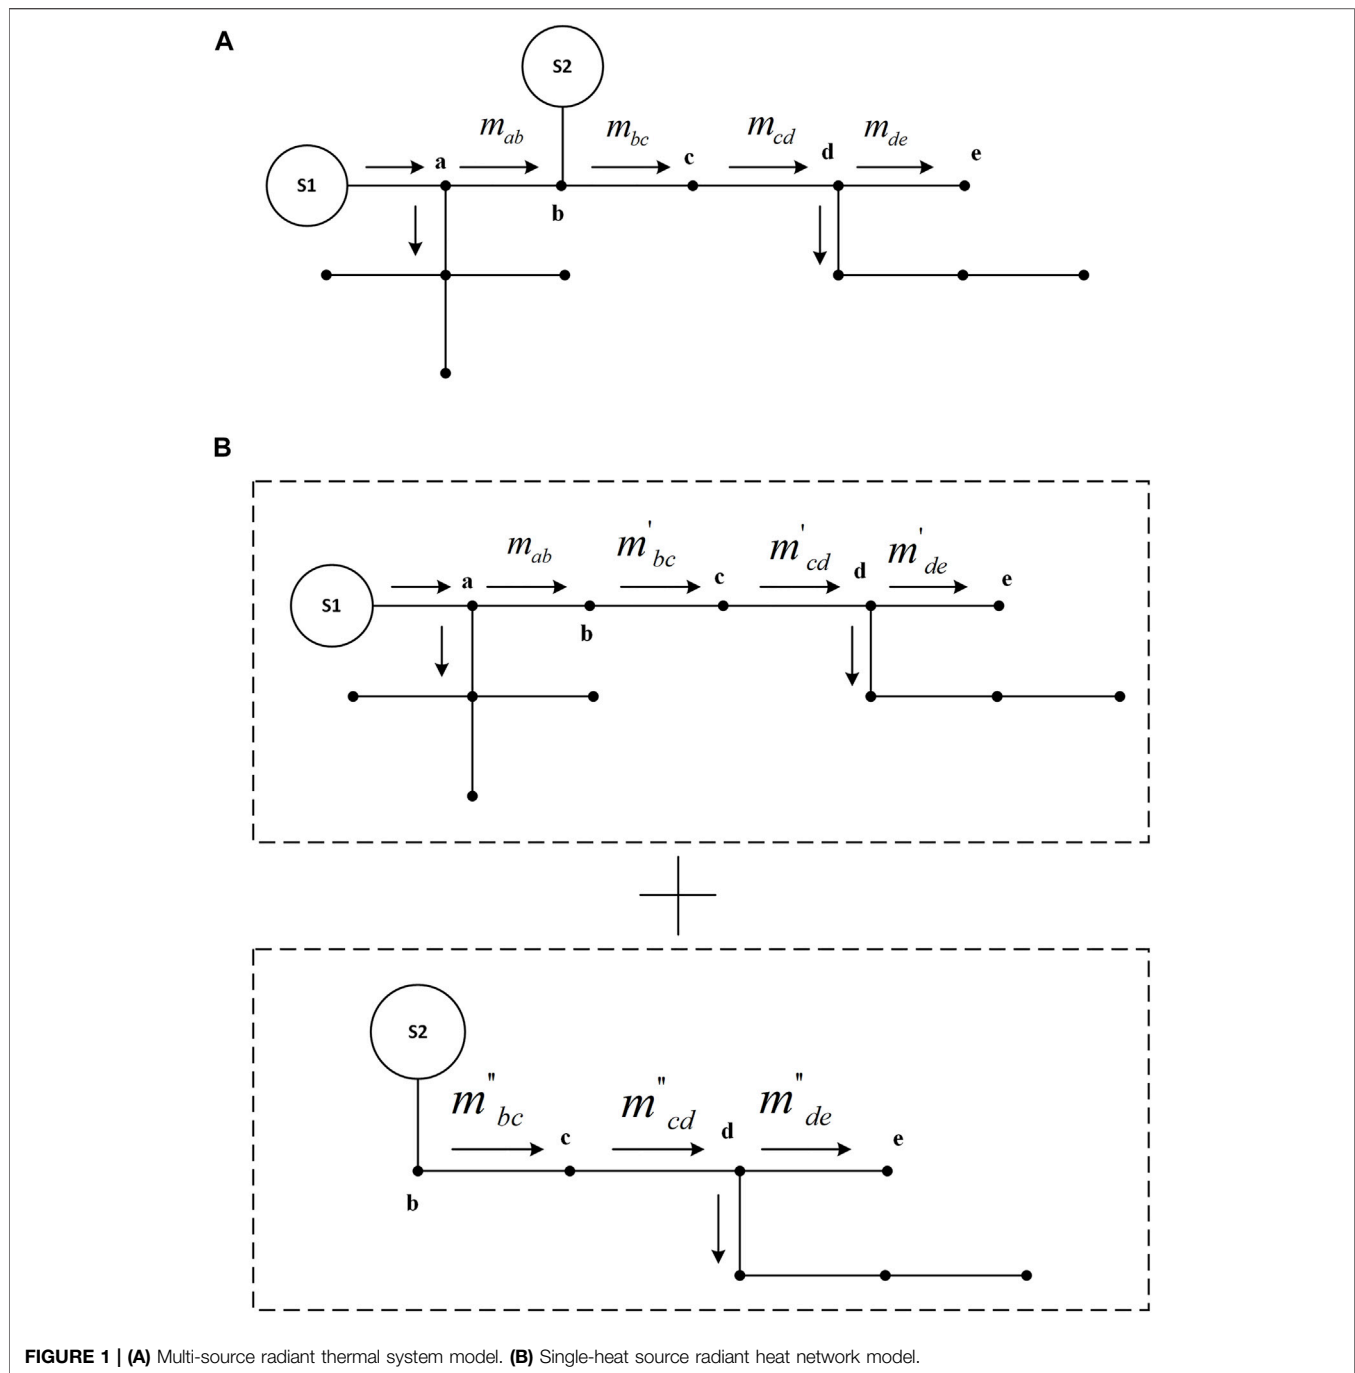 A
S2
m_ab m_bc m_cd m_de
S1 a c d e
b
B
m_ab m'_bc m'_cd m'_de
S1 a c d e
b
S2
m"_bc m"_cd m"_de
c d e
b
FIGURE 1 | (A) Multi-source radiant thermal system model. (B) Single-heat source radiant heat network model.